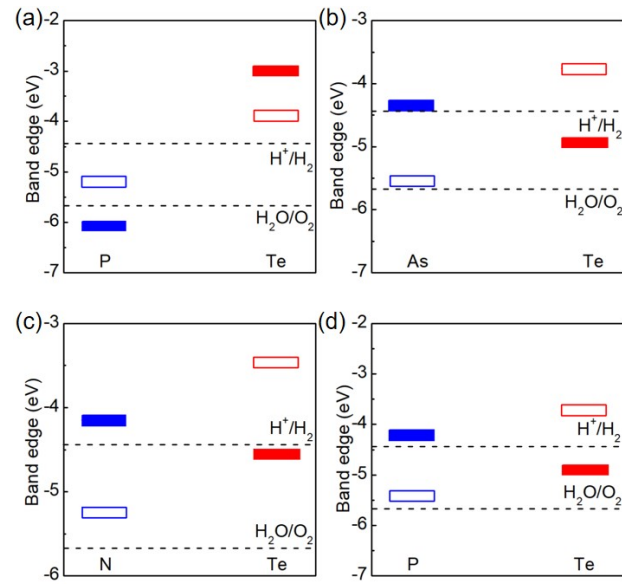 (a)
-2
-3
-4
-5
-6
-7
Band edge (eV)
H⁺/H₂
H₂O/O₂
P Te
(b)
-3
-4
-5
-6
-7
Band edge (eV)
H⁺/H₂
H₂O/O₂
As Te
(c)
-3
-4
-5
-6
Band edge (eV)
H⁺/H₂
H₂O/O₂
N Te
(d)
-2
-3
-4
-5
-6
-7
Band edge (eV)
H⁺/H₂
H₂O/O₂
P Te